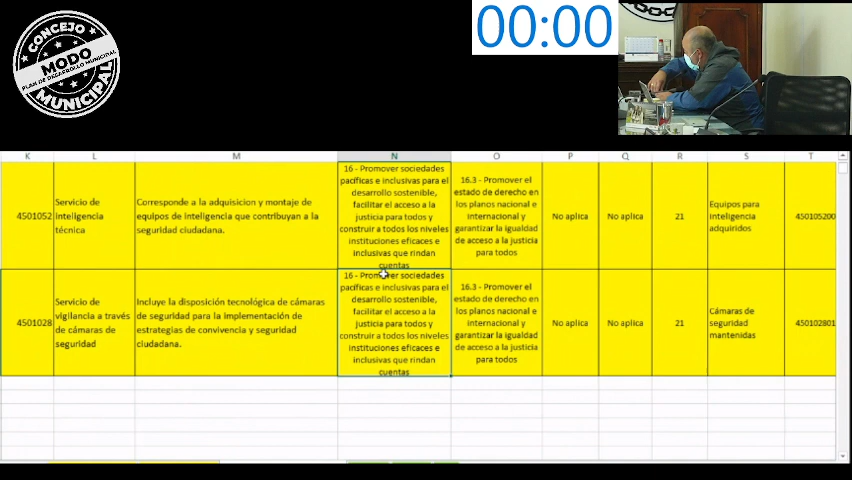 CONCEJO
MODO
PLAN DE DESARROLLO MUNICIPAL
MUNICIPAL
00:00
K L M N O P Q R S T
4501052
Servicio de
inteligencia
técnica
Corresponde a la adquisicion y montaje de
equipos de inteligencia que contribuyan a la
seguridad ciudadana.
16 - Promover sociedades
pacíficas e inclusivas para el
desarrollo sostenible,
facilitar el acceso a la
justicia para todos y
construir a todos los niveles
instituciones eficaces e
inclusivas que rindan
cuentas
16.3 - Promover el
estado de derecho en
los planos nacional e
internacional y
garantizar la igualdad
de acceso a la justicia
para todos
No aplica
No aplica
21
Equipos para
inteligencia
adquiridos
450105200
4501028
Servicio de
vigilancia a través
de cámaras de
seguridad
Incluye la disposición tecnológica de cámaras
de seguridad para la implementación de
estrategias de convivencia y seguridad
ciudadana.
16 - Promover sociedades
pacíficas e inclusivas para el
desarrollo sostenible,
facilitar el acceso a la
justicia para todos y
construir a todos los niveles
instituciones eficaces e
inclusivas que rindan
cuentas
16.3 - Promover el
estado de derecho en
los planos nacional e
internacional y
garantizar la igualdad
de acceso a la justicia
para todos
No aplica
No aplica
21
Cámaras de
seguridad
mantenidas
450102801